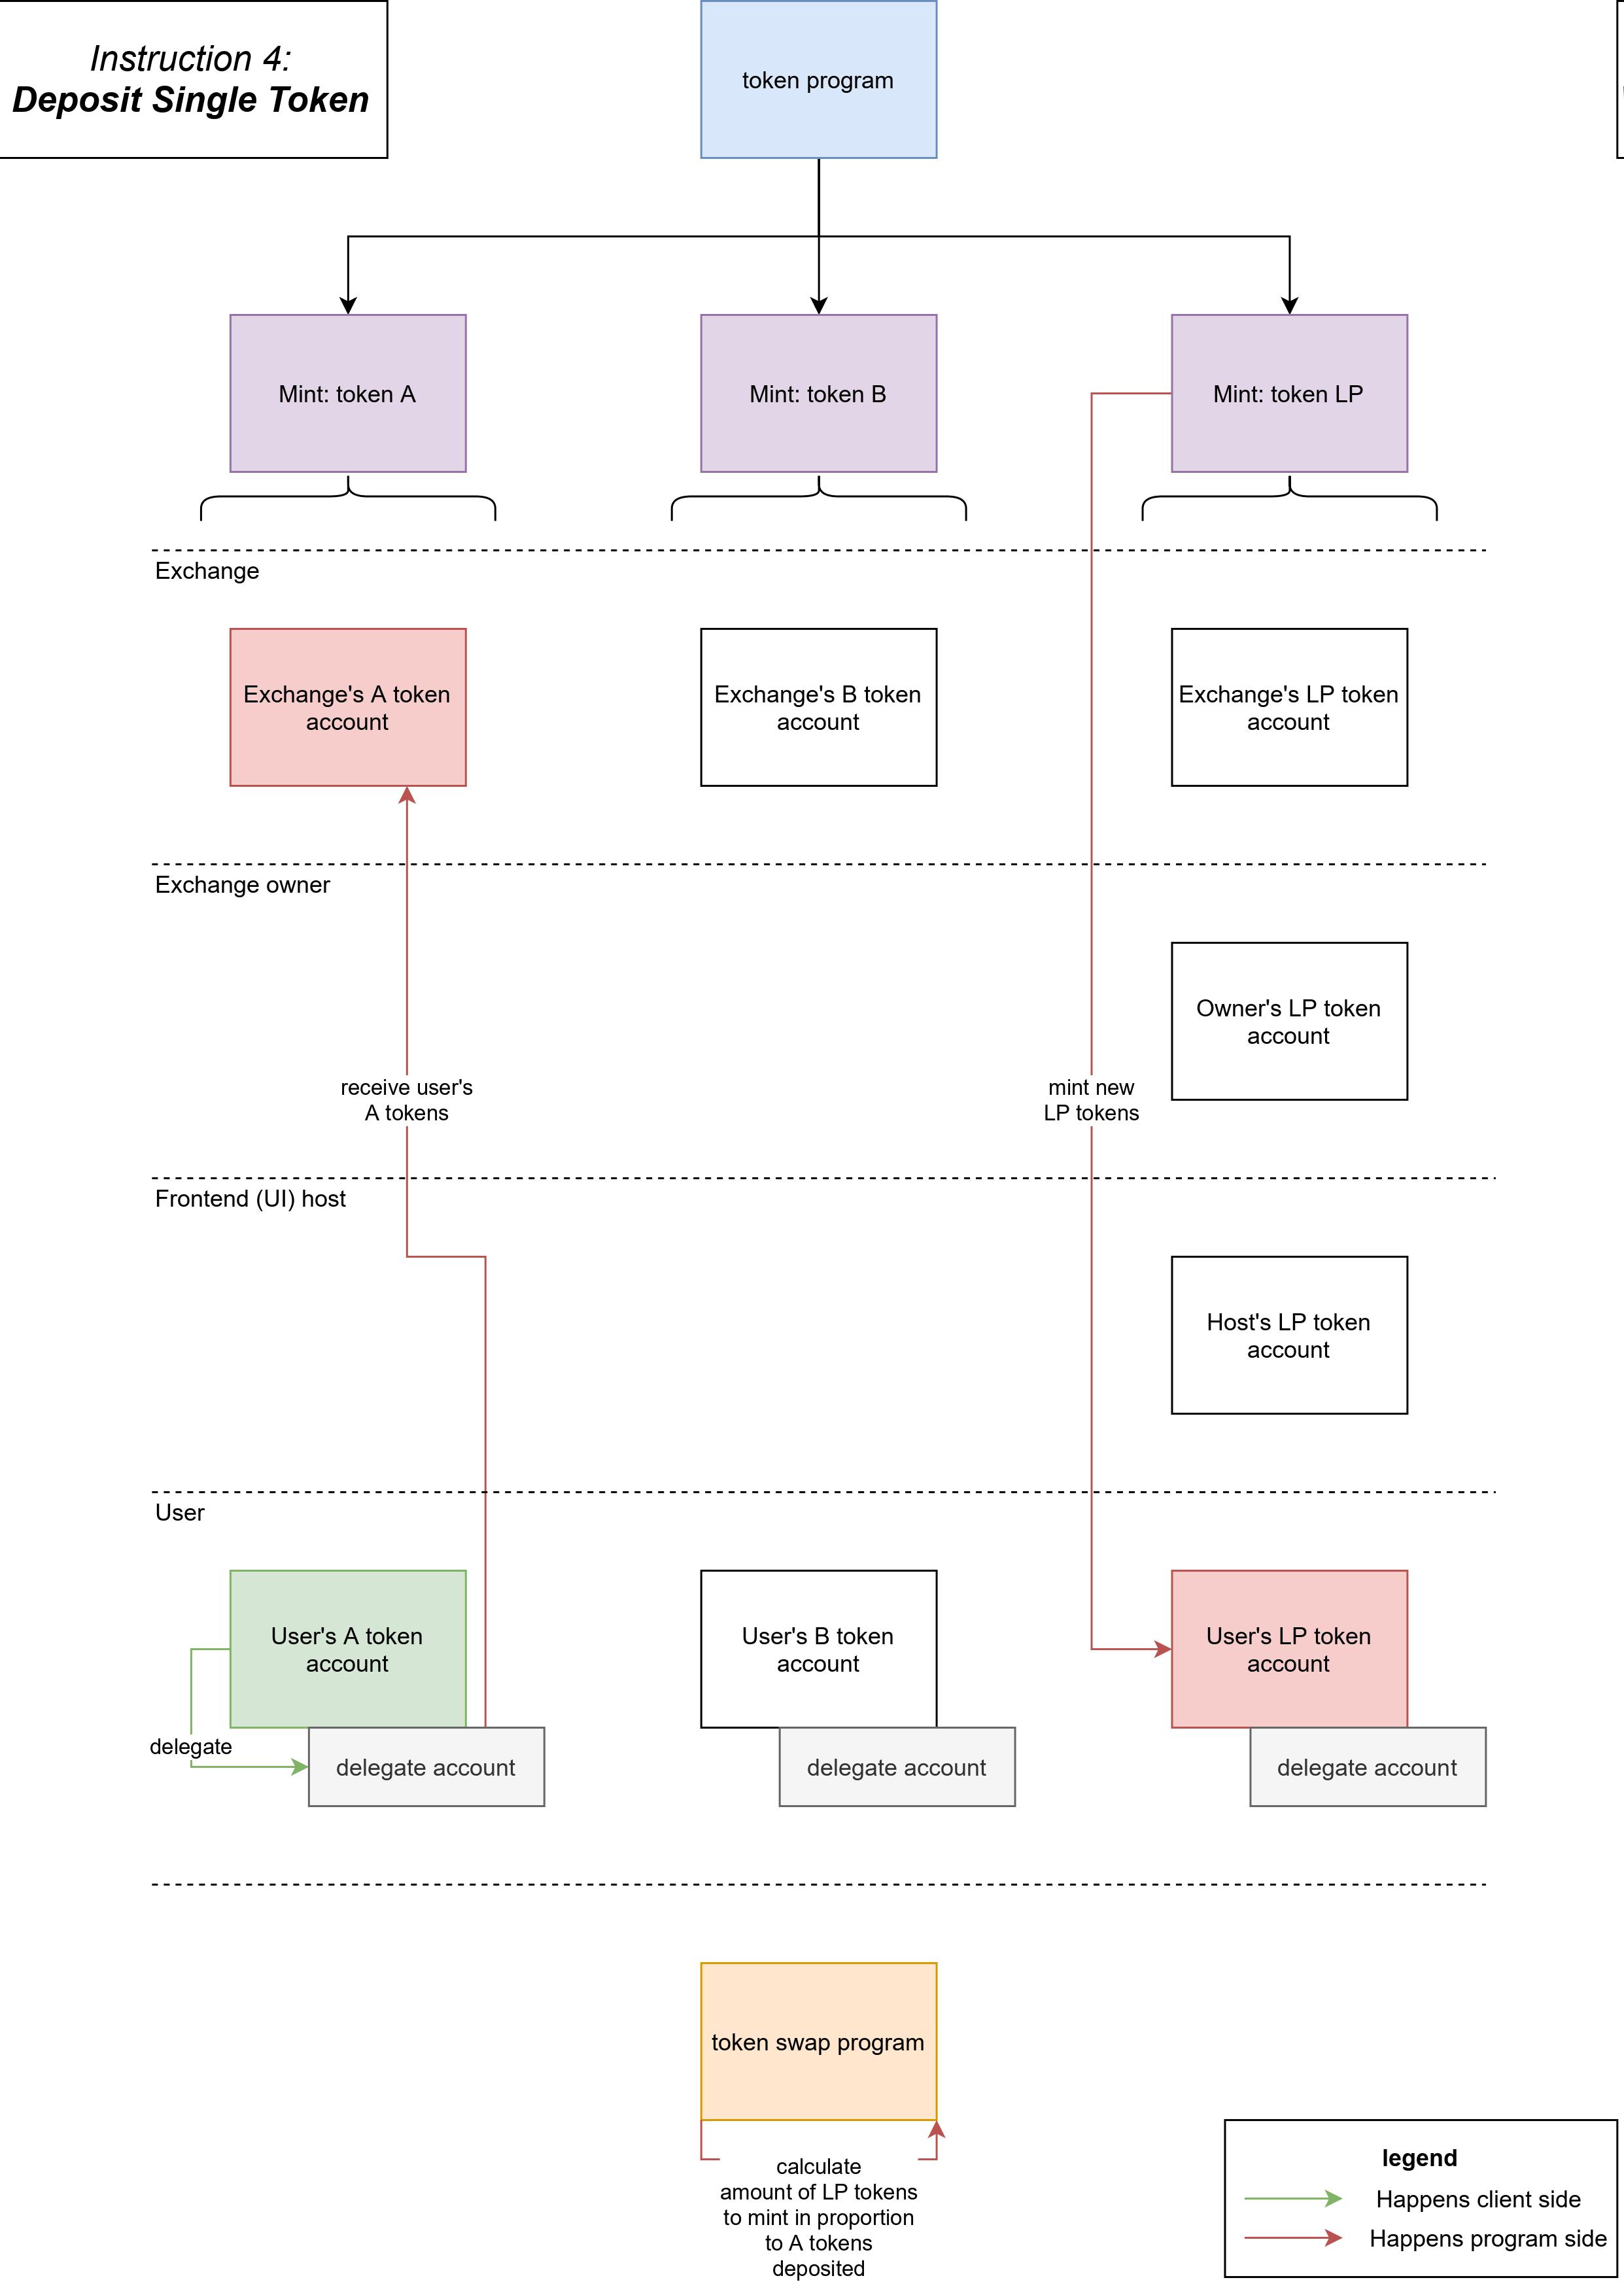 Instruction 4:
Deposit Single Token
token program
Mint: token A
Mint: token B
Mint: token LP
Exchange
Exchange's A token
account
Exchange's B token
account
Exchange's LP token
account
Exchange owner
Owner's LP token
account
receive user's
A tokens
mint new
LP tokens
Frontend (UI) host
Host's LP token
account
User
User's A token
account
User's B token
account
User's LP token
account
delegate
delegate account
delegate account
delegate account
token swap program
calculate
amount of LP tokens
to mint in proportion
to A tokens
deposited
legend
Happens client side
Happens program side